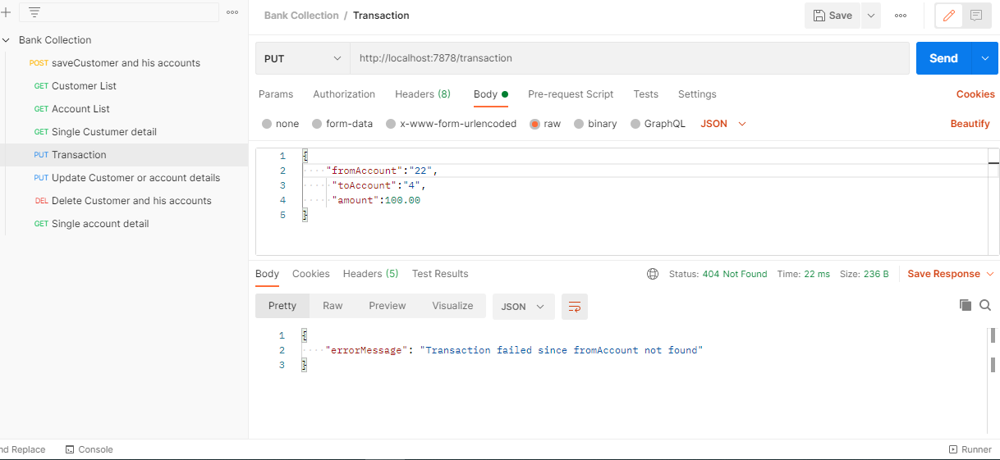 Bank Collection / Transaction
Save
Bank Collection
POST saveCustomer and his accounts
GET Customer List
GET Account List
GET Single Custumer detail
PUT Transaction
PUT Update Customer or account details
DEL Delete Customer and his accounts
GET Single account detail
PUT http://localhost:7878/transaction
Send
Params Authorization Headers (8) Body Pre-request Script Tests Settings Cookies
none form-data x-www-form-urlencoded raw binary GraphQL JSON Beautify
1 {
2 "fromAccount":"22",
3 "toAccount":"4",
4 "amount":100.00
5 }
Body Cookies Headers (5) Test Results Status: 404 Not Found Time: 22 ms Size: 236 B Save Response
Pretty Raw Preview Visualize JSON
1 {
2 "errorMessage": "Transaction failed since fromAccount not found"
3 }
nd Replace Console Runner